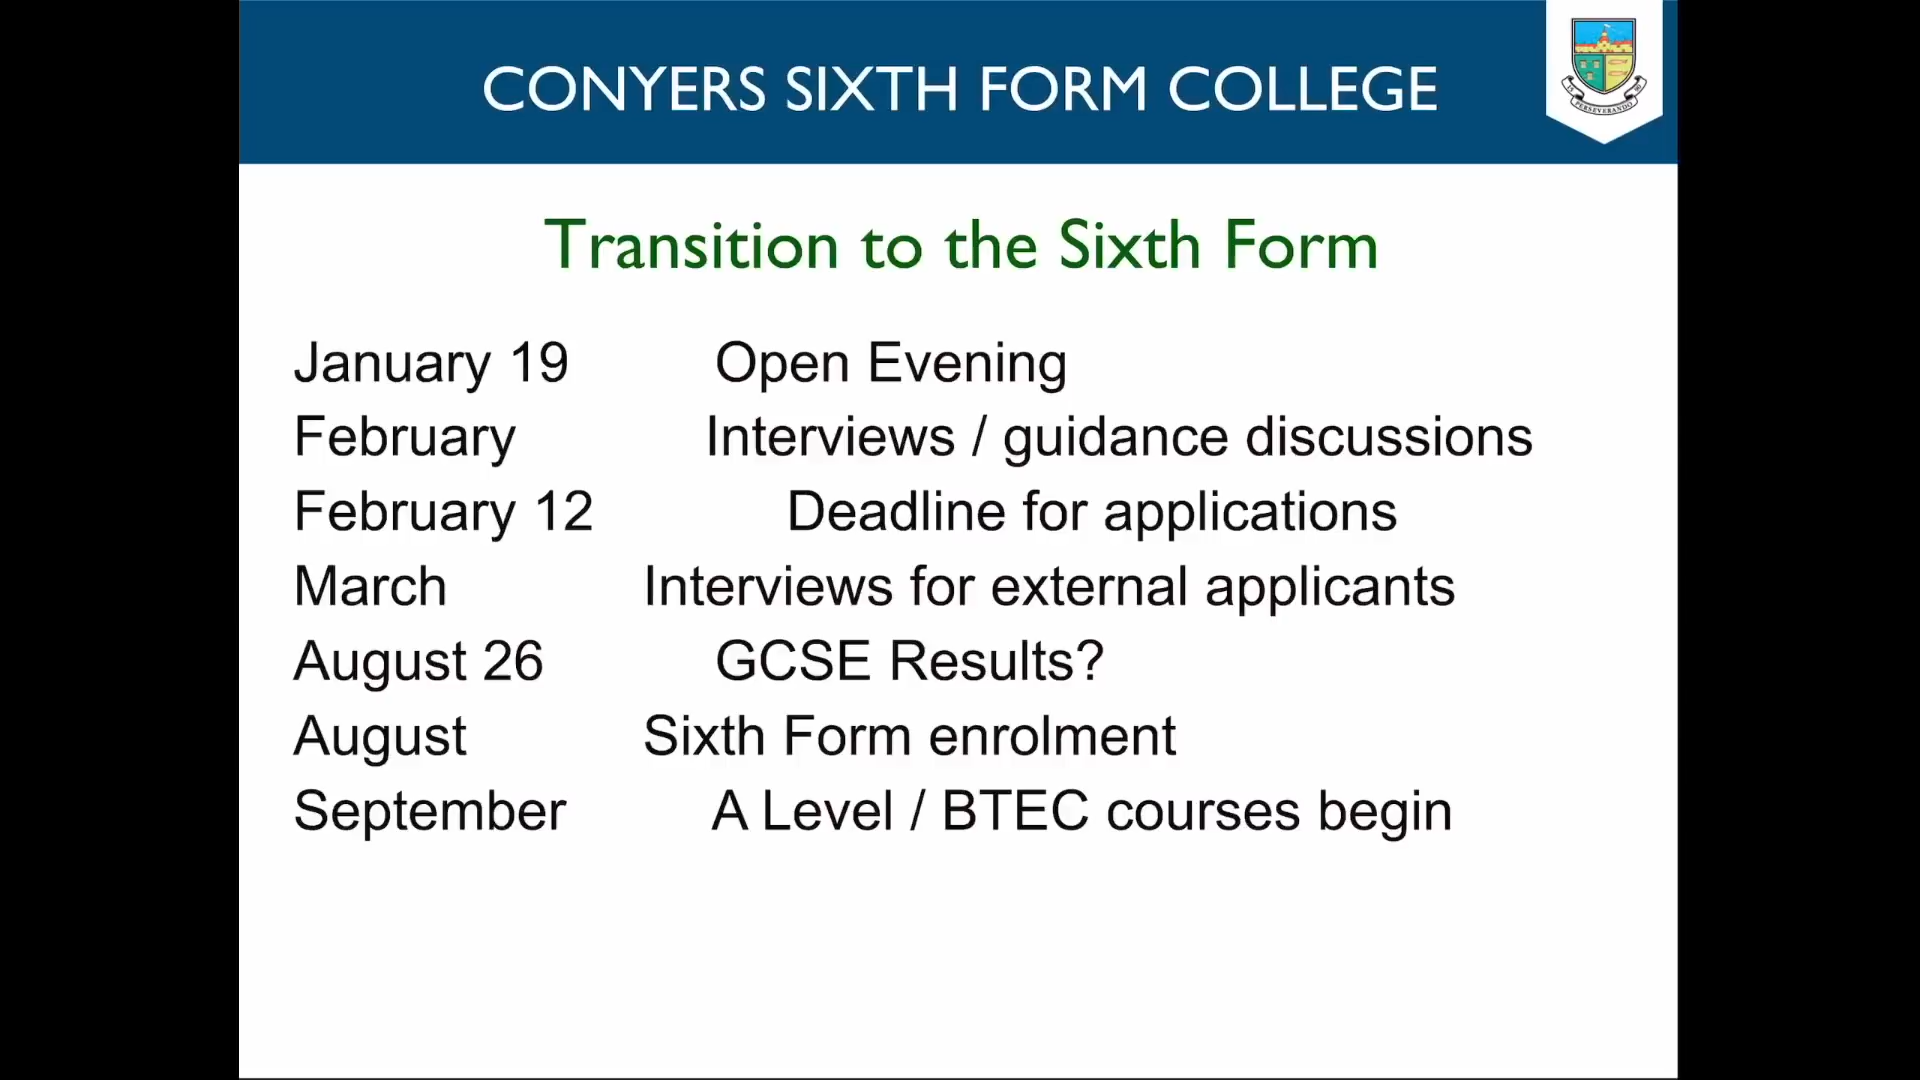 CONYERS SIXTH FORM COLLEGE
PERSEVERANDO
Transition to the Sixth Form
January 19 Open Evening
February Interviews / guidance discussions
February 12 Deadline for applications
March Interviews for external applicants
August 26 GCSE Results?
August Sixth Form enrolment
September A Level / BTEC courses begin